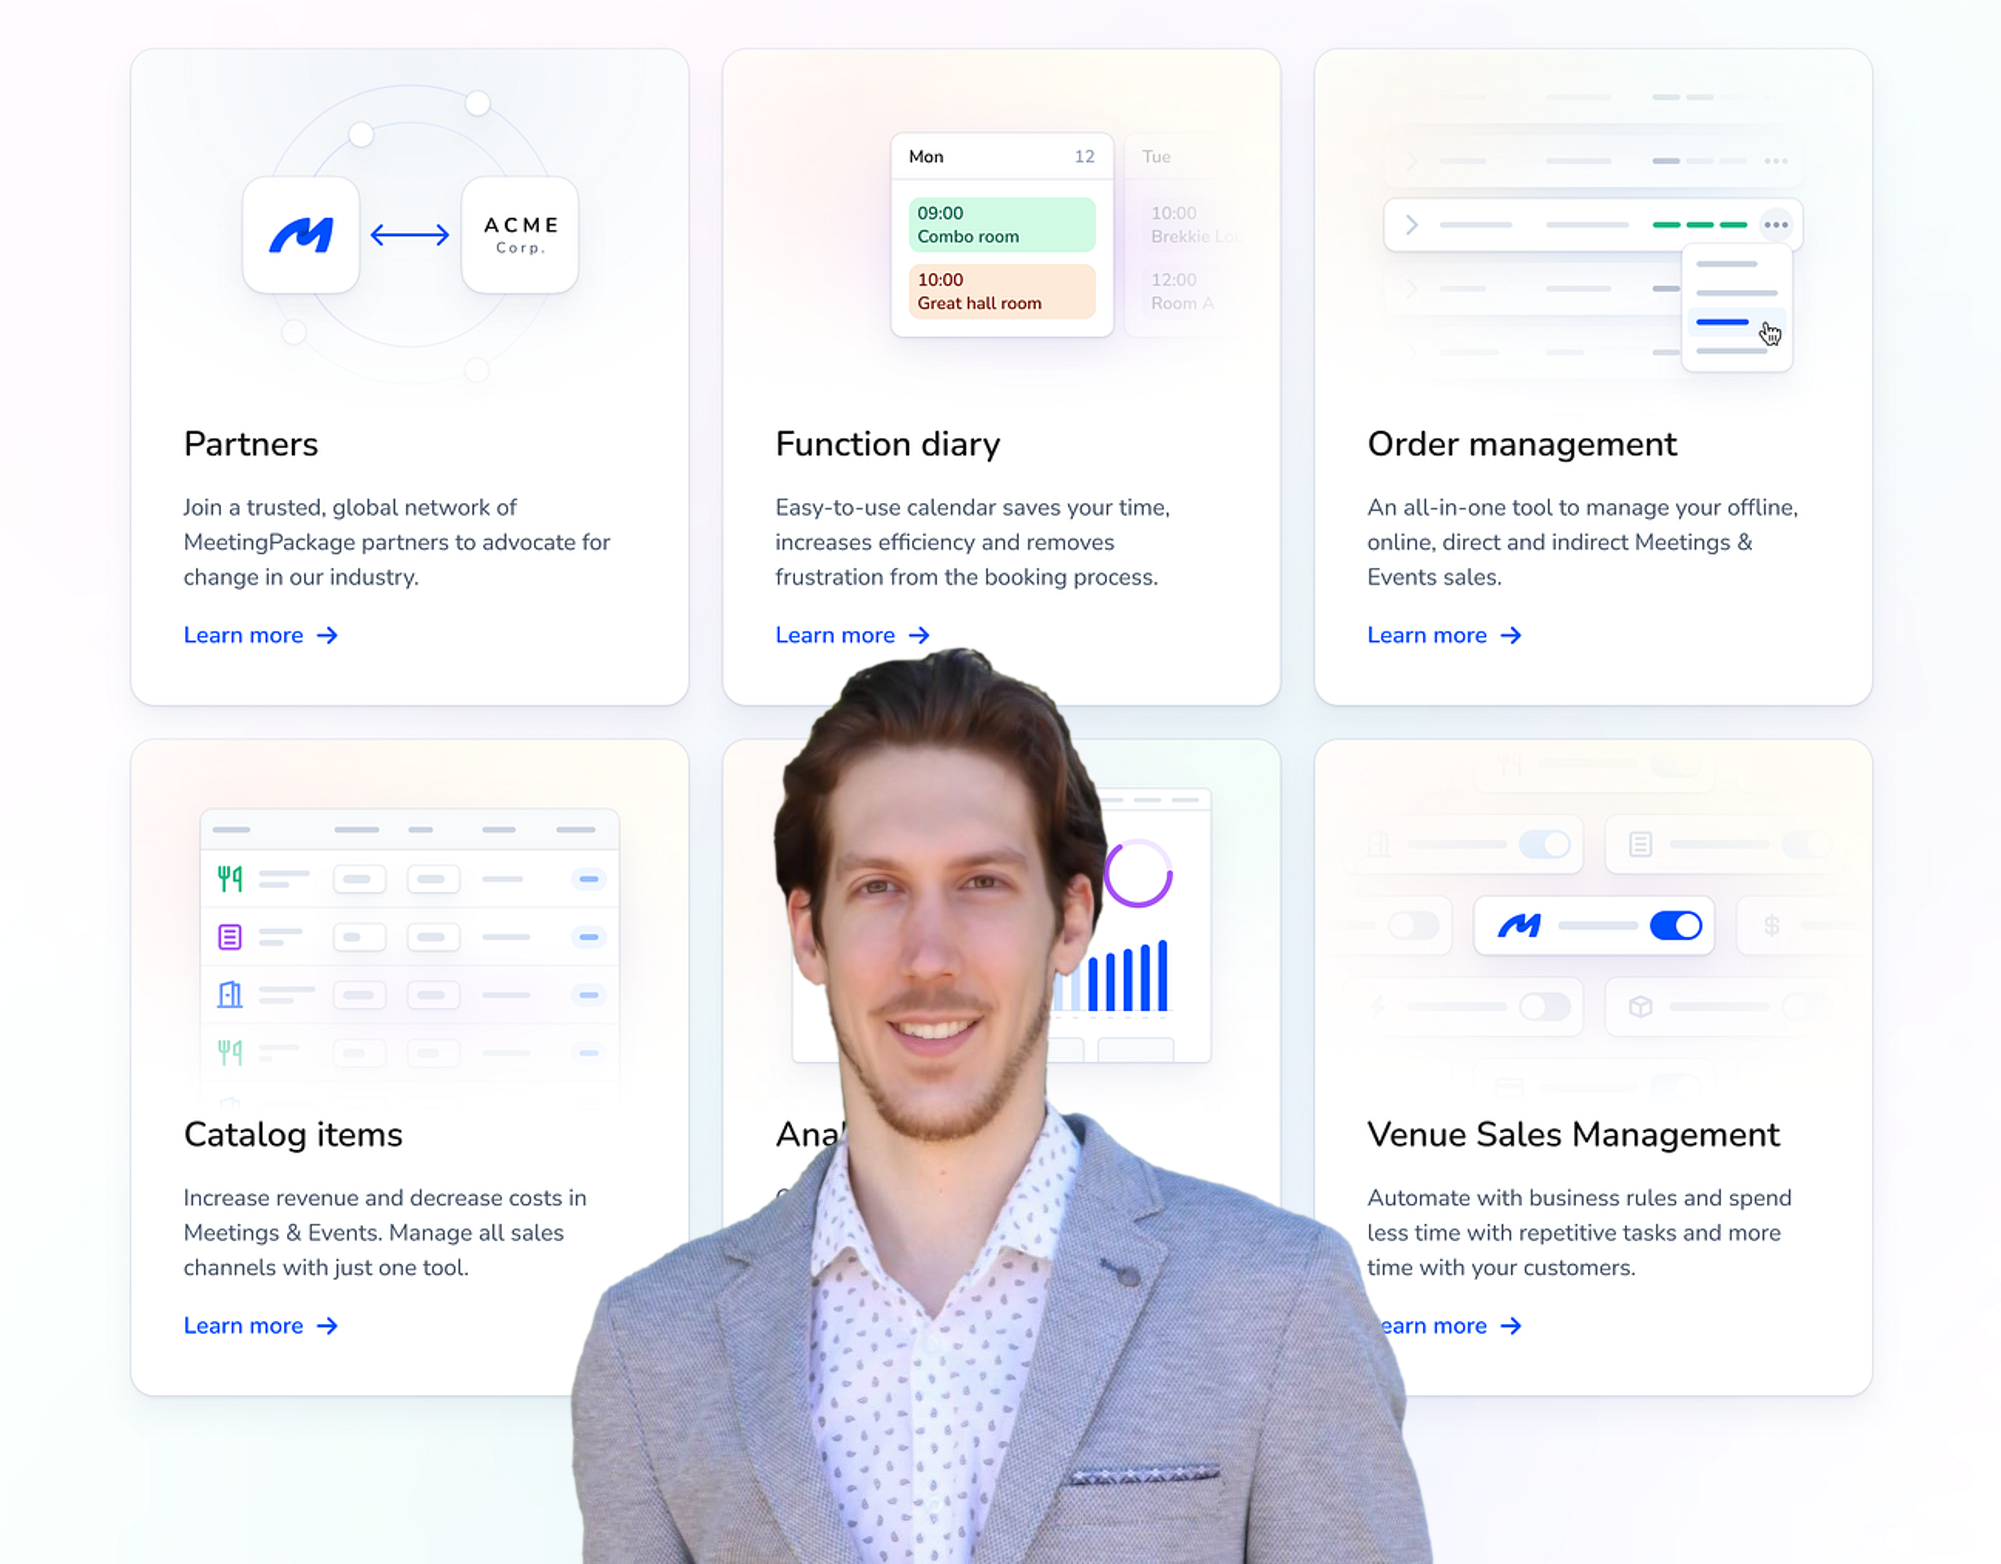 Mon 12
09:00
Combo room
10:00
Great hall room
Tue
10:00
Brekkie
12:00
Room A
ACME
Corp.
Partners
Join a trusted, global network of
MeetingPackage partners to advocate for
change in our industry.
Learn more
Function diary
Easy-to-use calendar saves your time,
increases efficiency and removes
frustration from the booking process.
Learn more
Order management
An all-in-one tool to manage your offline,
online, direct and indirect Meetings &
Events sales.
Learn more
Catalog items
Increase revenue and decrease costs in
Meetings & Events. Manage all sales
channels with just one tool.
Learn more
Anal
Venue Sales Management
Automate with business rules and spend
less time with repetitive tasks and more
time with your customers.
earn more